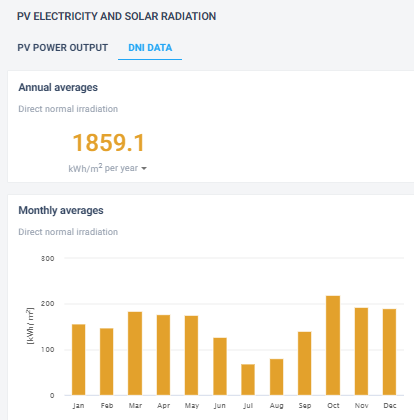 PV ELECTRICITY AND SOLAR RADIATION
PV POWER OUTPUT DNI DATA
Annual averages
Direct normal irradiation
1859.1
kWh/m² per year
Monthly averages
Direct normal irradiation
300
200
100
0
[kWh/ m²]
Jan Feb Mar Apr May Jun Jul Aug Sep Oct Nov Dec